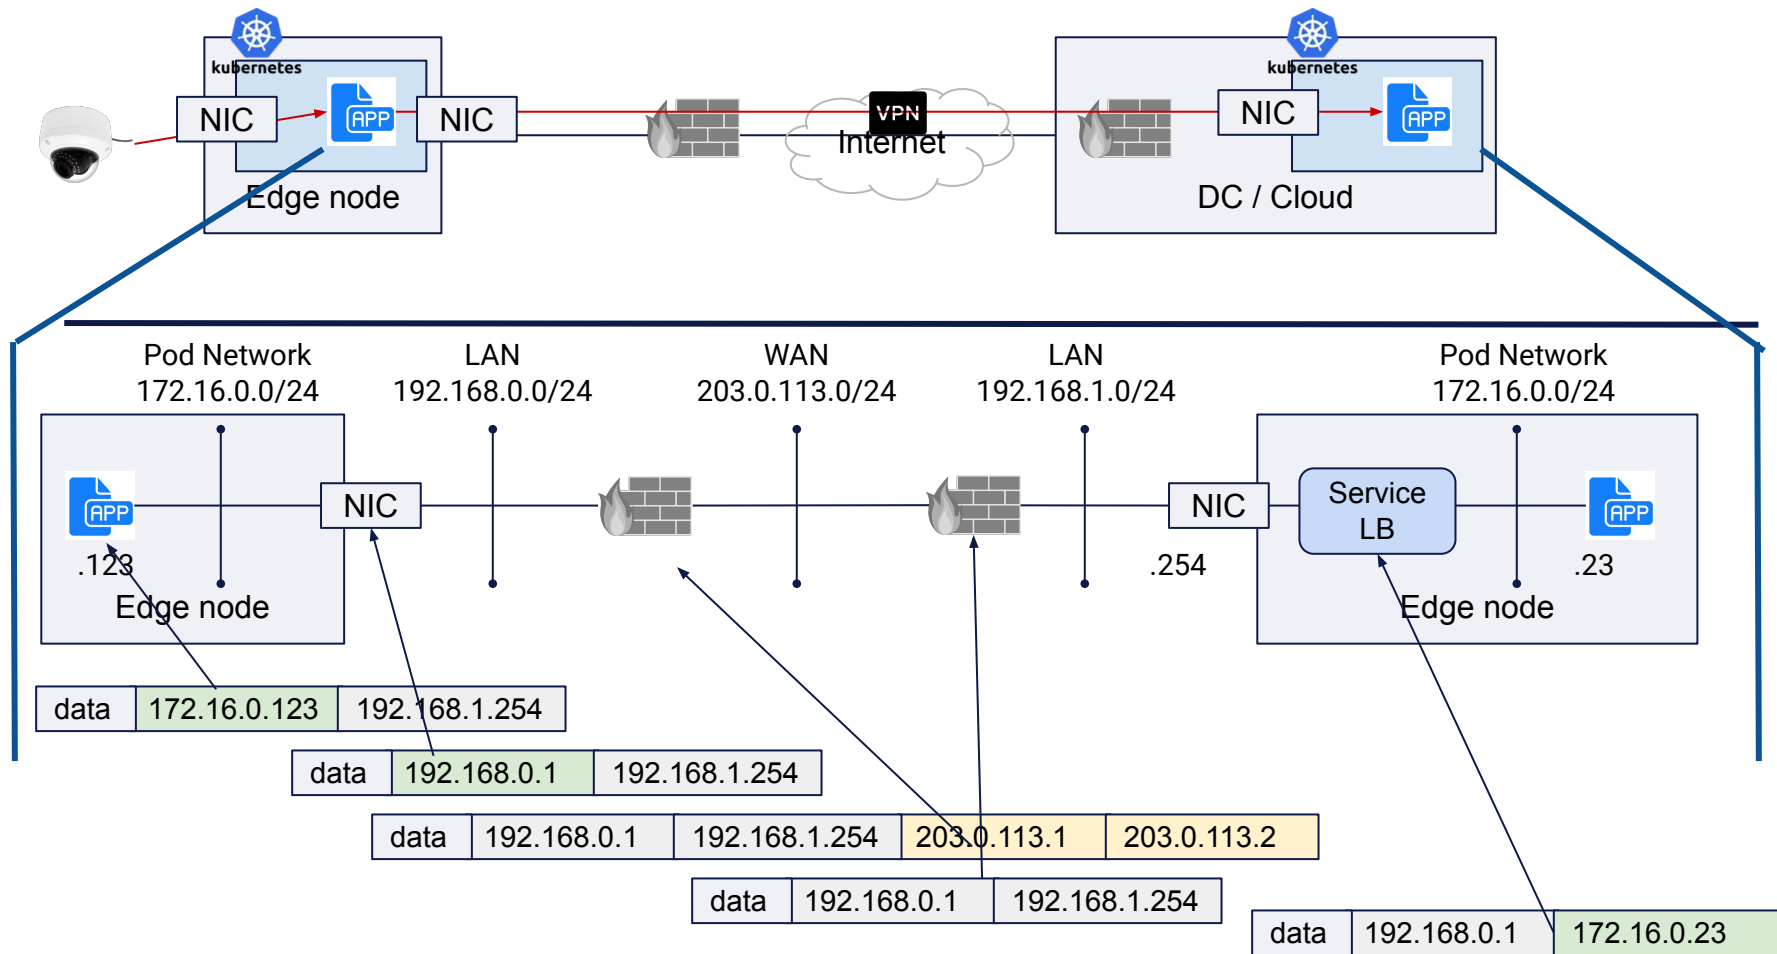 kubernetes
kubernetes
NIC
APP
NIC
VPN
Internet
NIC
APP
Edge node
DC / Cloud
Pod Network
172.16.0.0/24
LAN
192.168.0.0/24
WAN
203.0.113.0/24
LAN
192.168.1.0/24
Pod Network
172.16.0.0/24
APP
NIC
NIC
Service
LB
APP
.123
.254
.23
Edge node
Edge node
data 172.16.0.123 192.168.1.254
data 192.168.0.1 192.168.1.254
data 192.168.0.1 192.168.1.254 203.0.113.1 203.0.113.2
data 192.168.0.1 192.168.1.254
data 192.168.0.1 172.16.0.23